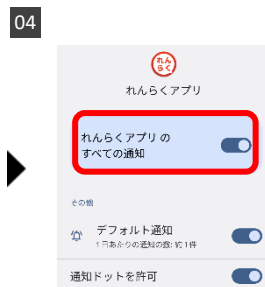 04
れんらく
れんらくアプリ
れんらくアプリ の
すべての通知
その他
デフォルト通知
1日あたりの通知の数: 約1件
通知ドットを許可